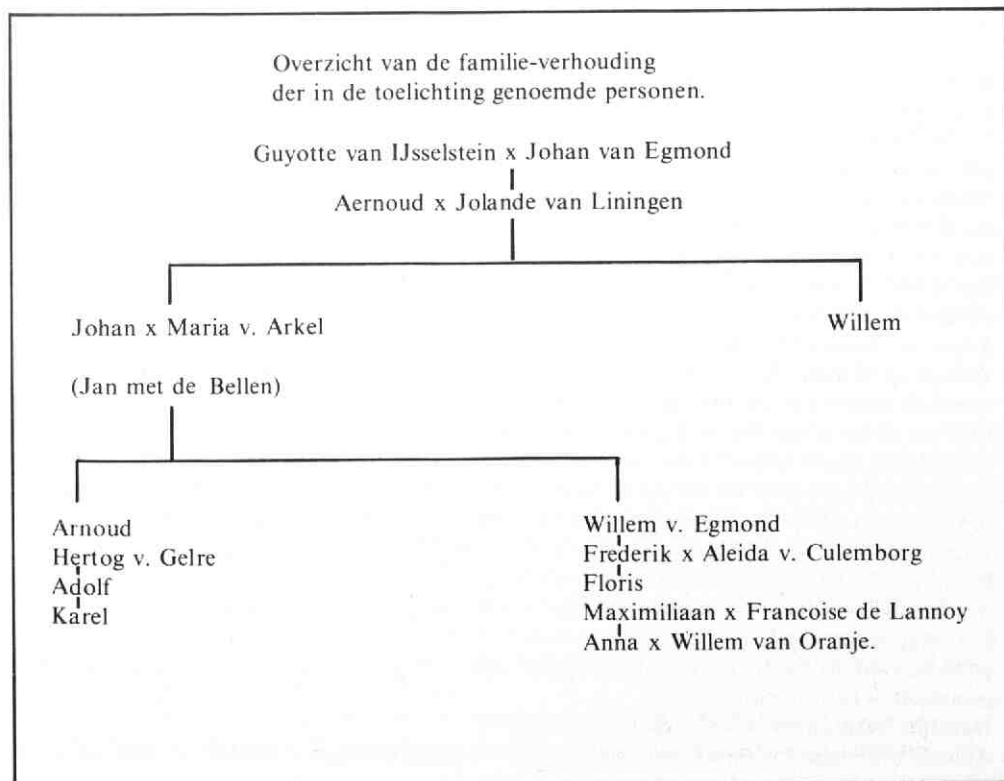 Overzicht van de familie-verhouding
der in de toelichting genoemde personen.
Guyotte van IJsselstein x Johan van Egmond
Aernoud x Jolande van Liningen
Johan x Maria v. Arkel
Willem
(Jan met de Bellen)
Arnoud
Hertog v. Gelre
Adolf
Karel
Willem v. Egmond
Frederik x Aleida v. Culemborg
Floris
Maximiliaan x Francoise de Lannoy
Anna x Willem van Oranje.